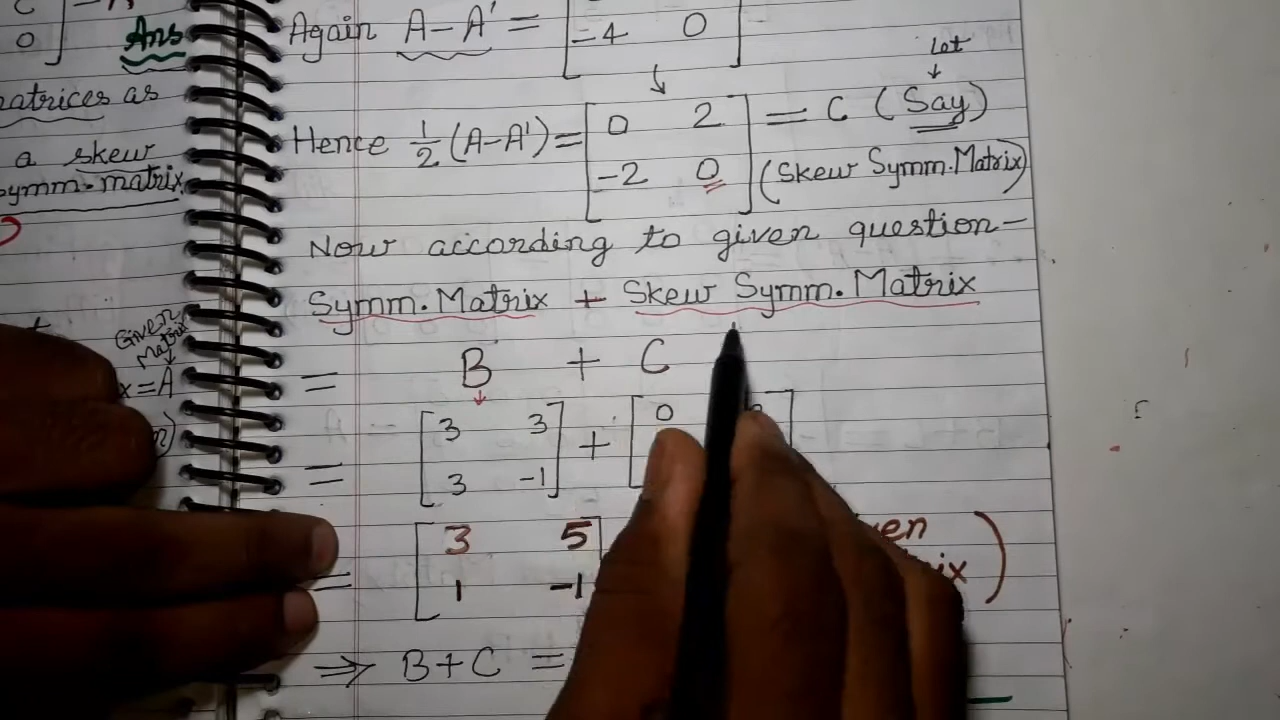 0 ] Ans
matrices as
a skew
symm. matrix
Given
Matrix
↓
= A
Again A - A' = [
-4 0 ]
Let
↓
Hence 1/2 (A - A') = [ 0 2
-2 0 ] = C (Say)
(Skew Symm. Matrix)
Now according to given question -
Symm. Matrix + Skew Symm. Matrix
= B + C
= [ 3 3
3 -1 ] + [ 0
= [ 3 5
1 -1
⇒ B + C =